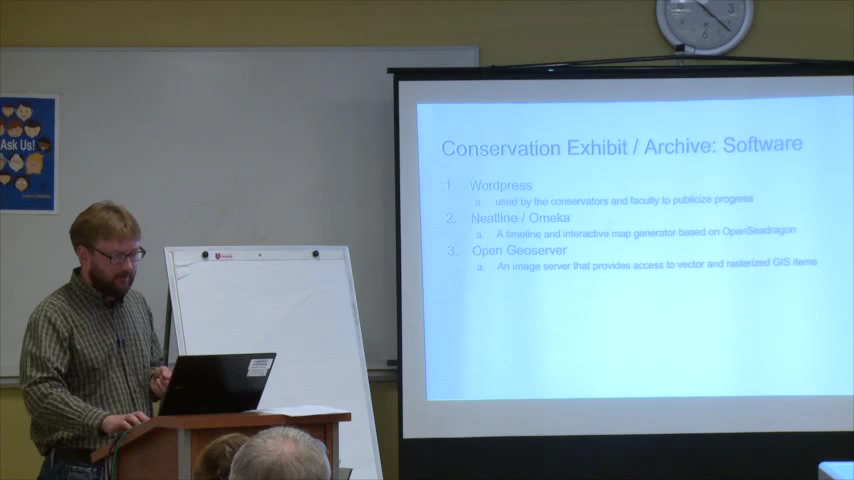 3
6
Ask Us!
Conservation Exhibit / Archive: Software
1. Wordpress
a. used by the conservators and faculty to publicize progress
2. Neatline / Omeka
a. A timeline and interactive map generator based on OpenSeadragon
3. Open Geoserver
a. An image server that provides access to vector and rasterized GIS items